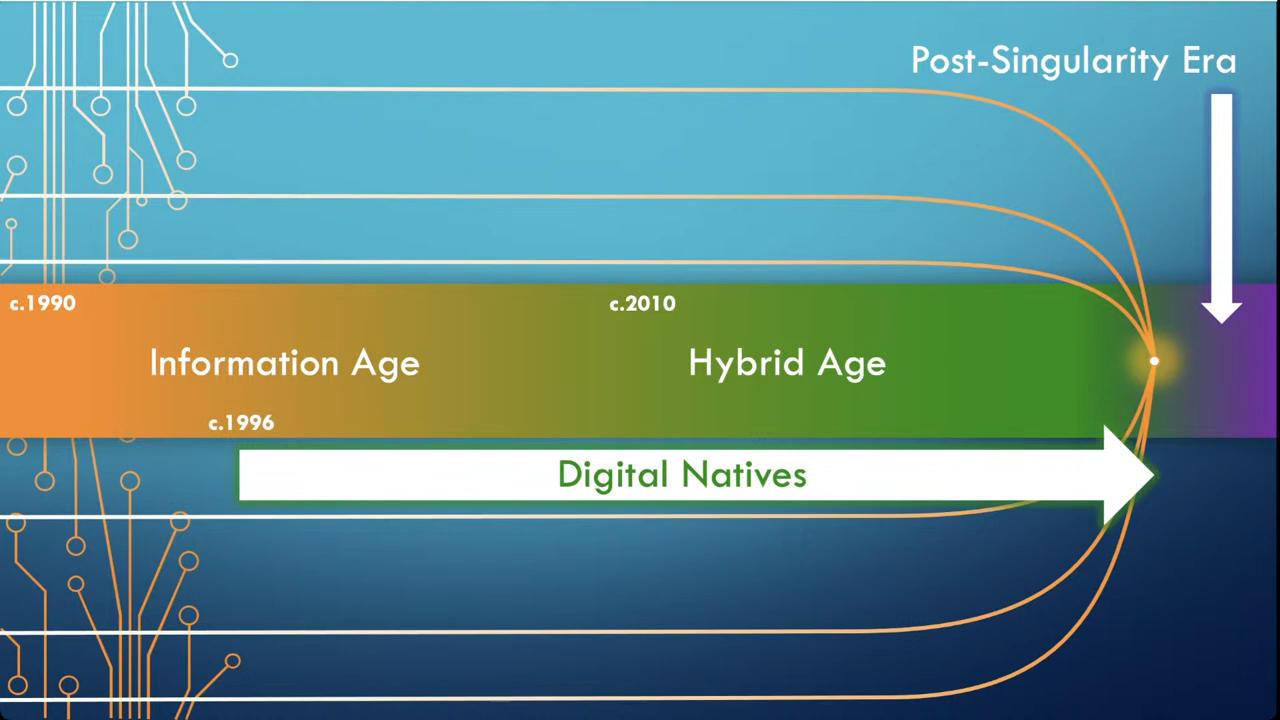 Post-Singularity Era
c.1990
c.2010
Information Age
Hybrid Age
c.1996
Digital Natives